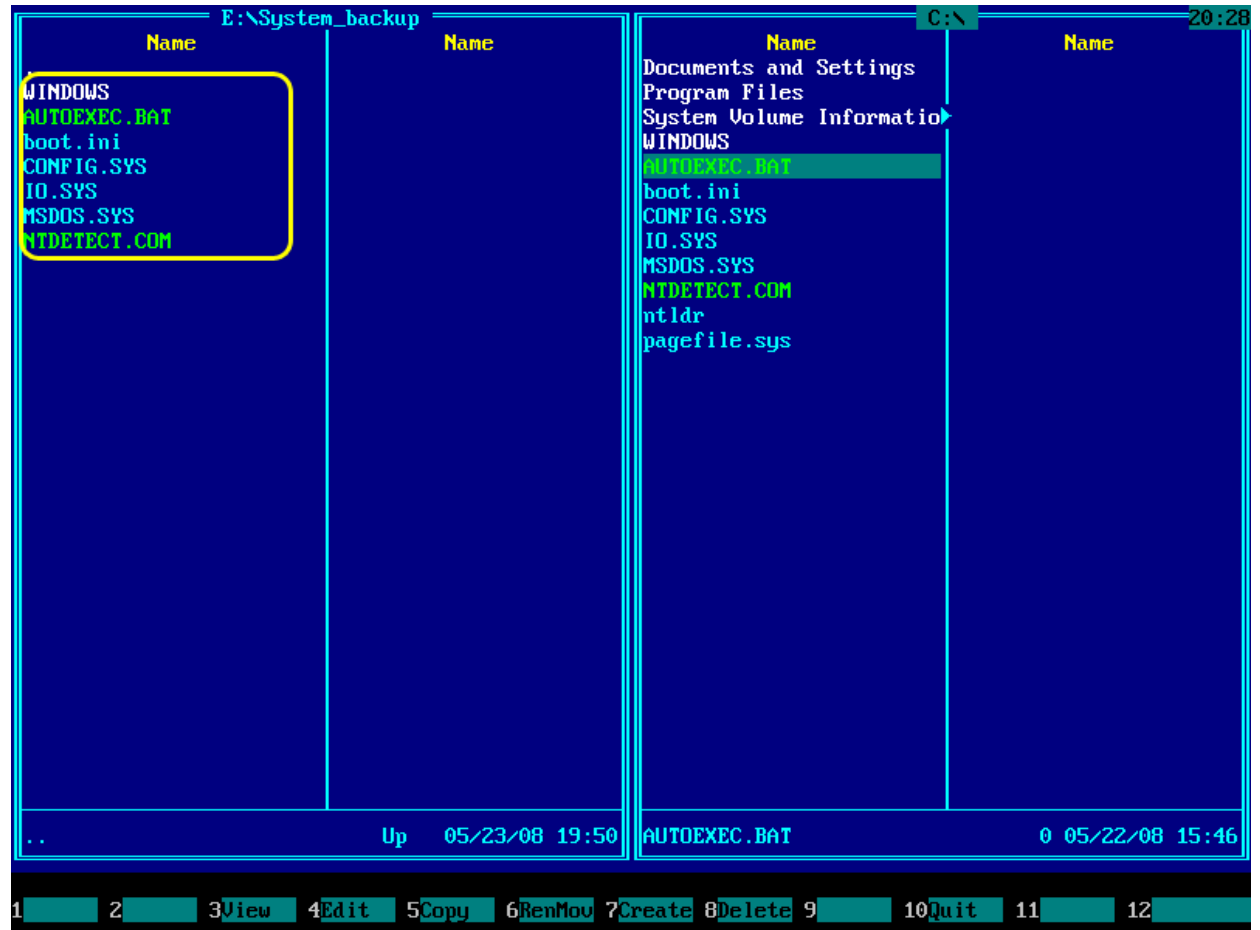 E:\System_backup
Name Name
WINDOWS
AUTOEXEC.BAT
boot.ini
CONFIG.SYS
IO.SYS
MSDOS.SYS
NTDETECT.COM
.. Up 05/23/08 19:50
C:\ 20:28
Name Name
Documents and Settings
Program Files
System Volume Informatio
WINDOWS
AUTOEXEC.BAT
boot.ini
CONFIG.SYS
IO.SYS
MSDOS.SYS
NTDETECT.COM
ntldr
pagefile.sys
AUTOEXEC.BAT 0 05/22/08 15:46
1 2 3View 4Edit 5Copy 6RenMov 7Create 8Delete 9 10Quit 11 12